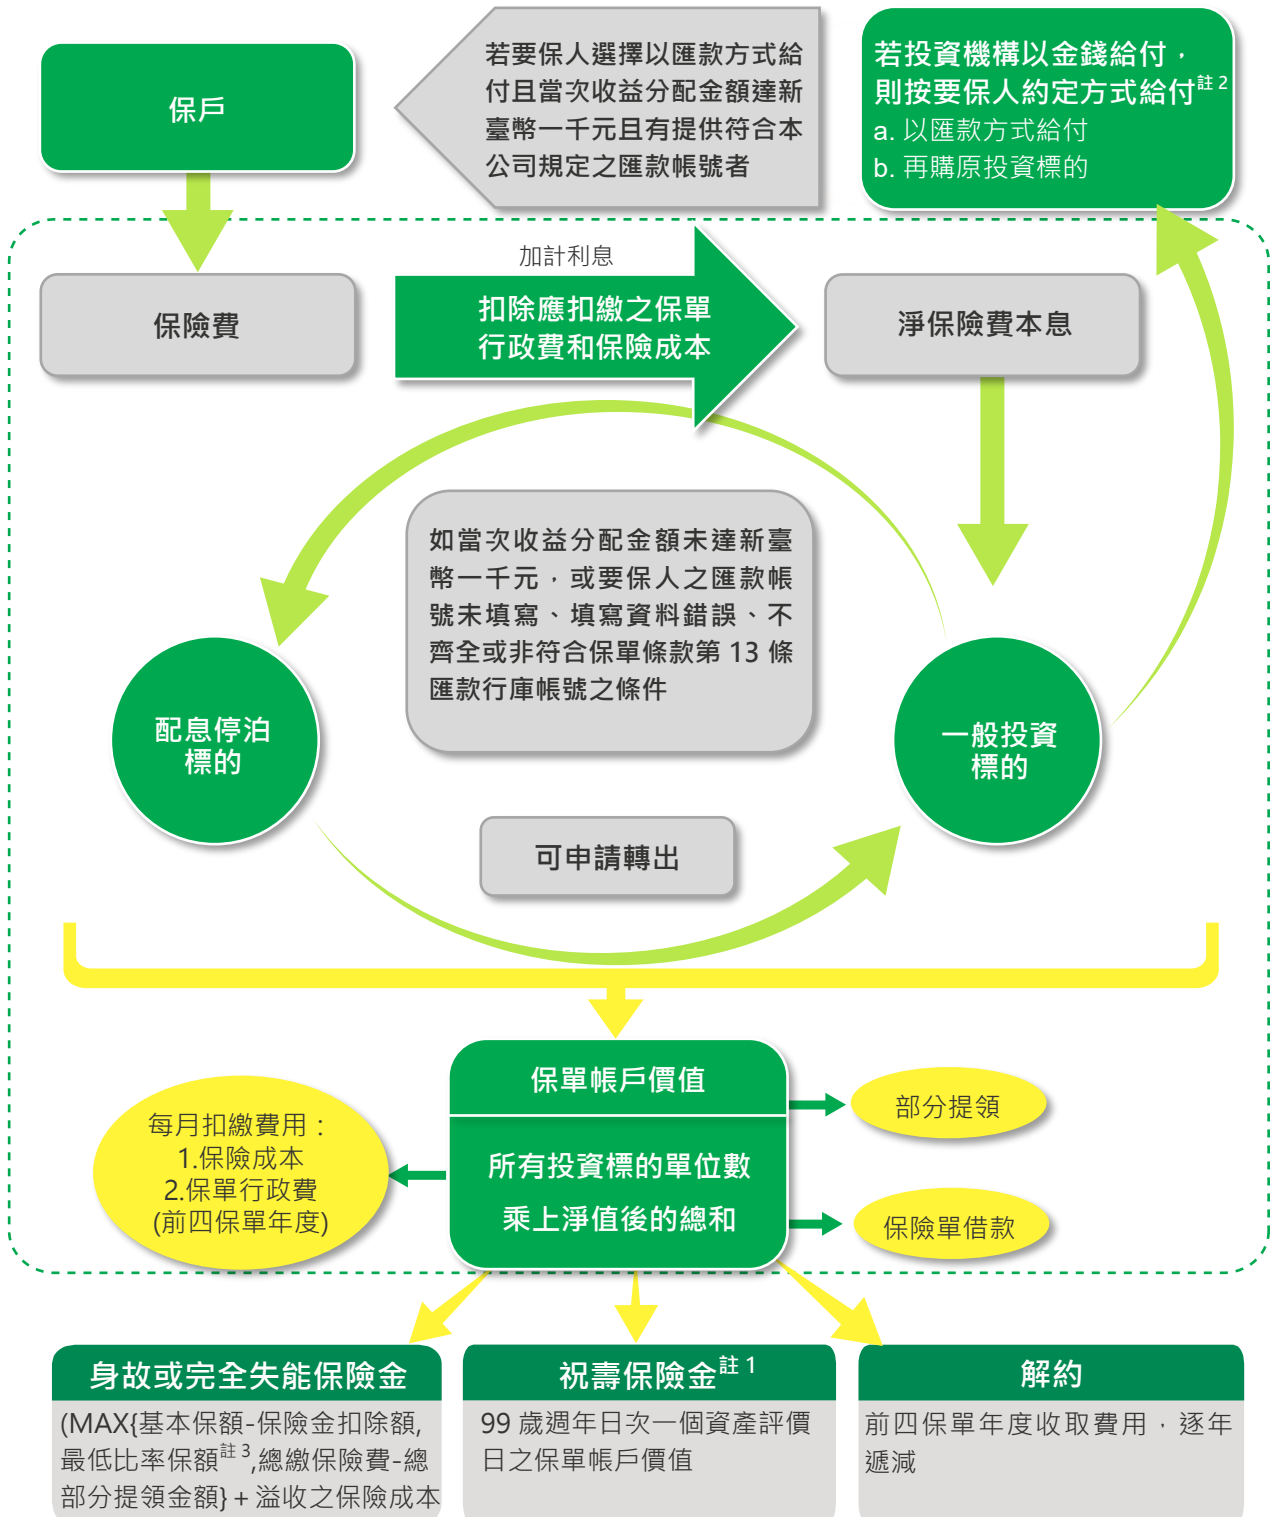 保戶
若要保人選擇以匯款方式給
付且當次收益分配金額達新
臺幣一千元且有提供符合本
公司規定之匯款帳號者
若投資機構以金錢給付，
則按要保人約定方式給付註 2
a. 以匯款方式給付
b. 再購原投資標的
保險費
加計利息
扣除應扣繳之保單
行政費和保險成本
淨保險費本息
如當次收益分配金額未達新臺
幣一千元，或要保人之匯款帳
號未填寫、填寫資料錯誤、不
齊全或非符合保單條款第 13 條
匯款行庫帳號之條件
配息停泊
標的
一般投資
標的
可申請轉出
保單帳戶價值
所有投資標的單位數
乘上淨值後的總和
每月扣繳費用：
1.保險成本
2.保單行政費
(前四保單年度)
部分提領
保險單借款
身故或完全失能保險金
(MAX{基本保額-保險金扣除額,
最低比率保額註 3,總繳保險費-總
部分提領金額}＋溢收之保險成本
祝壽保險金註 1
99 歲週年日次一個資產評價
日之保單帳戶價值
解約
前四保單年度收取費用，逐年
遞減